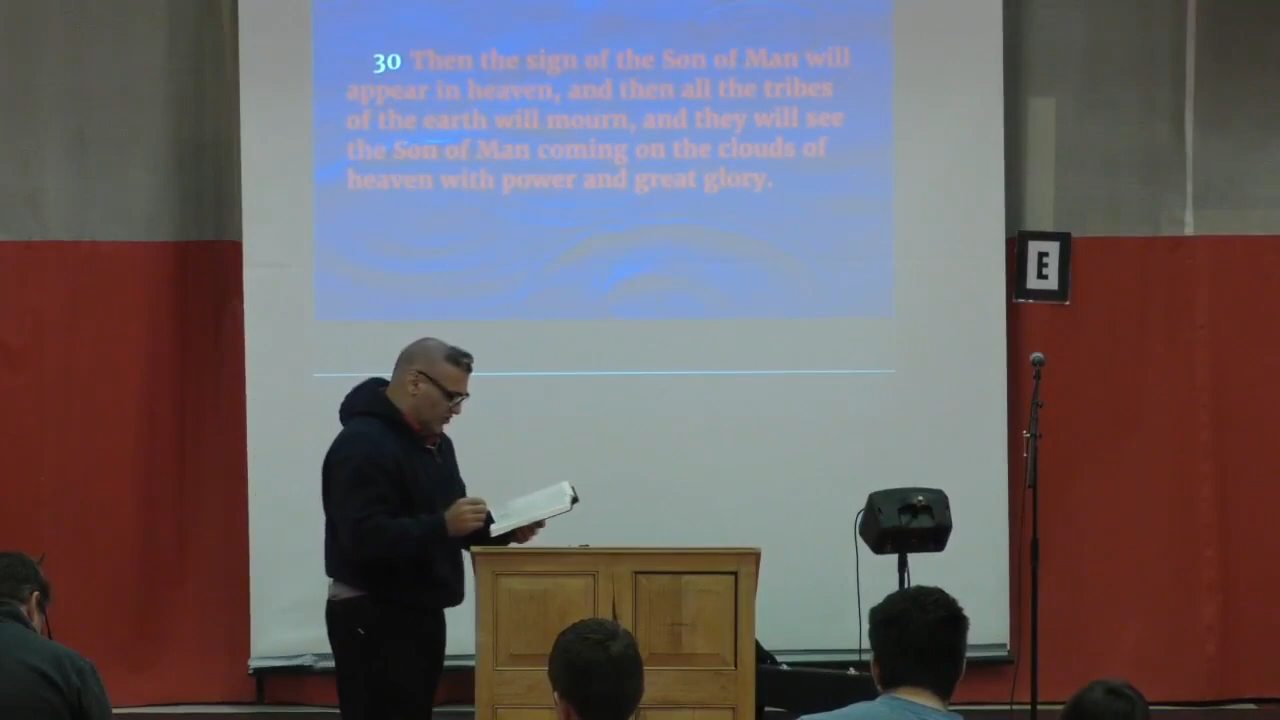 30 Then the sign of the Son of Man will
appear in heaven, and then all the tribes
of the earth will mourn, and they will see
the Son of Man coming on the clouds of
heaven with power and great glory.
E